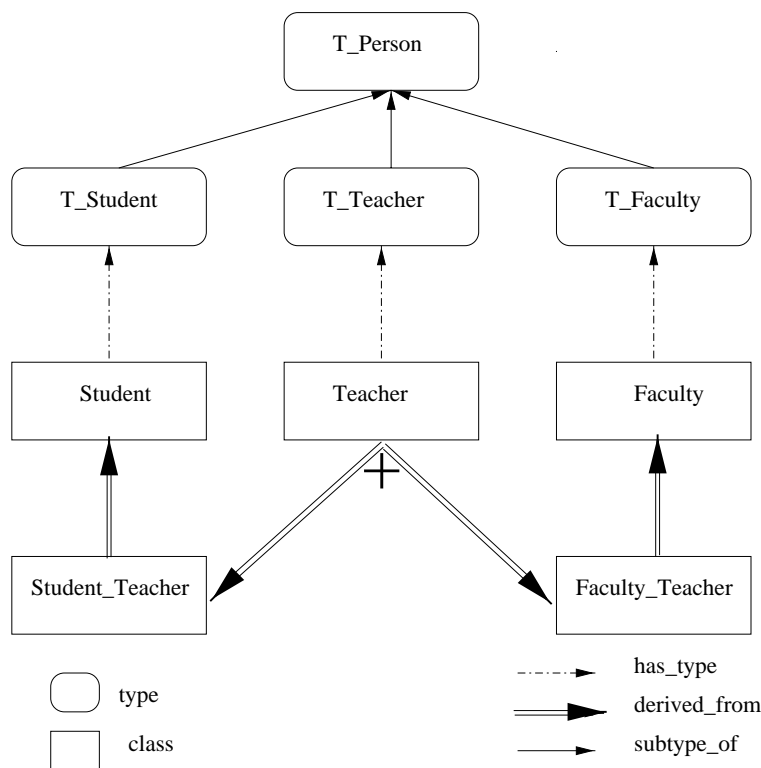 T_Person
T_Student
T_Teacher
T_Faculty
Student
Teacher
Faculty
+
Student_Teacher
Faculty_Teacher
type
class
has_type
derived_from
subtype_of